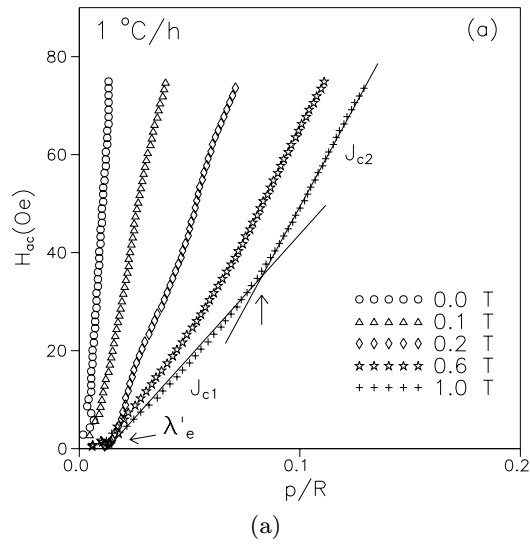 1 °C/h (a)
80
60
40
20
0
H_ac(Oe)
J_c2
J_c1
λ'_e
○○○○○ 0.0 T
△△△△△ 0.1 T
◇◇◇◇◇ 0.2 T
☆☆☆☆☆ 0.6 T
+++++ 1.0 T
0.0 0.1 0.2
p/R
(a)